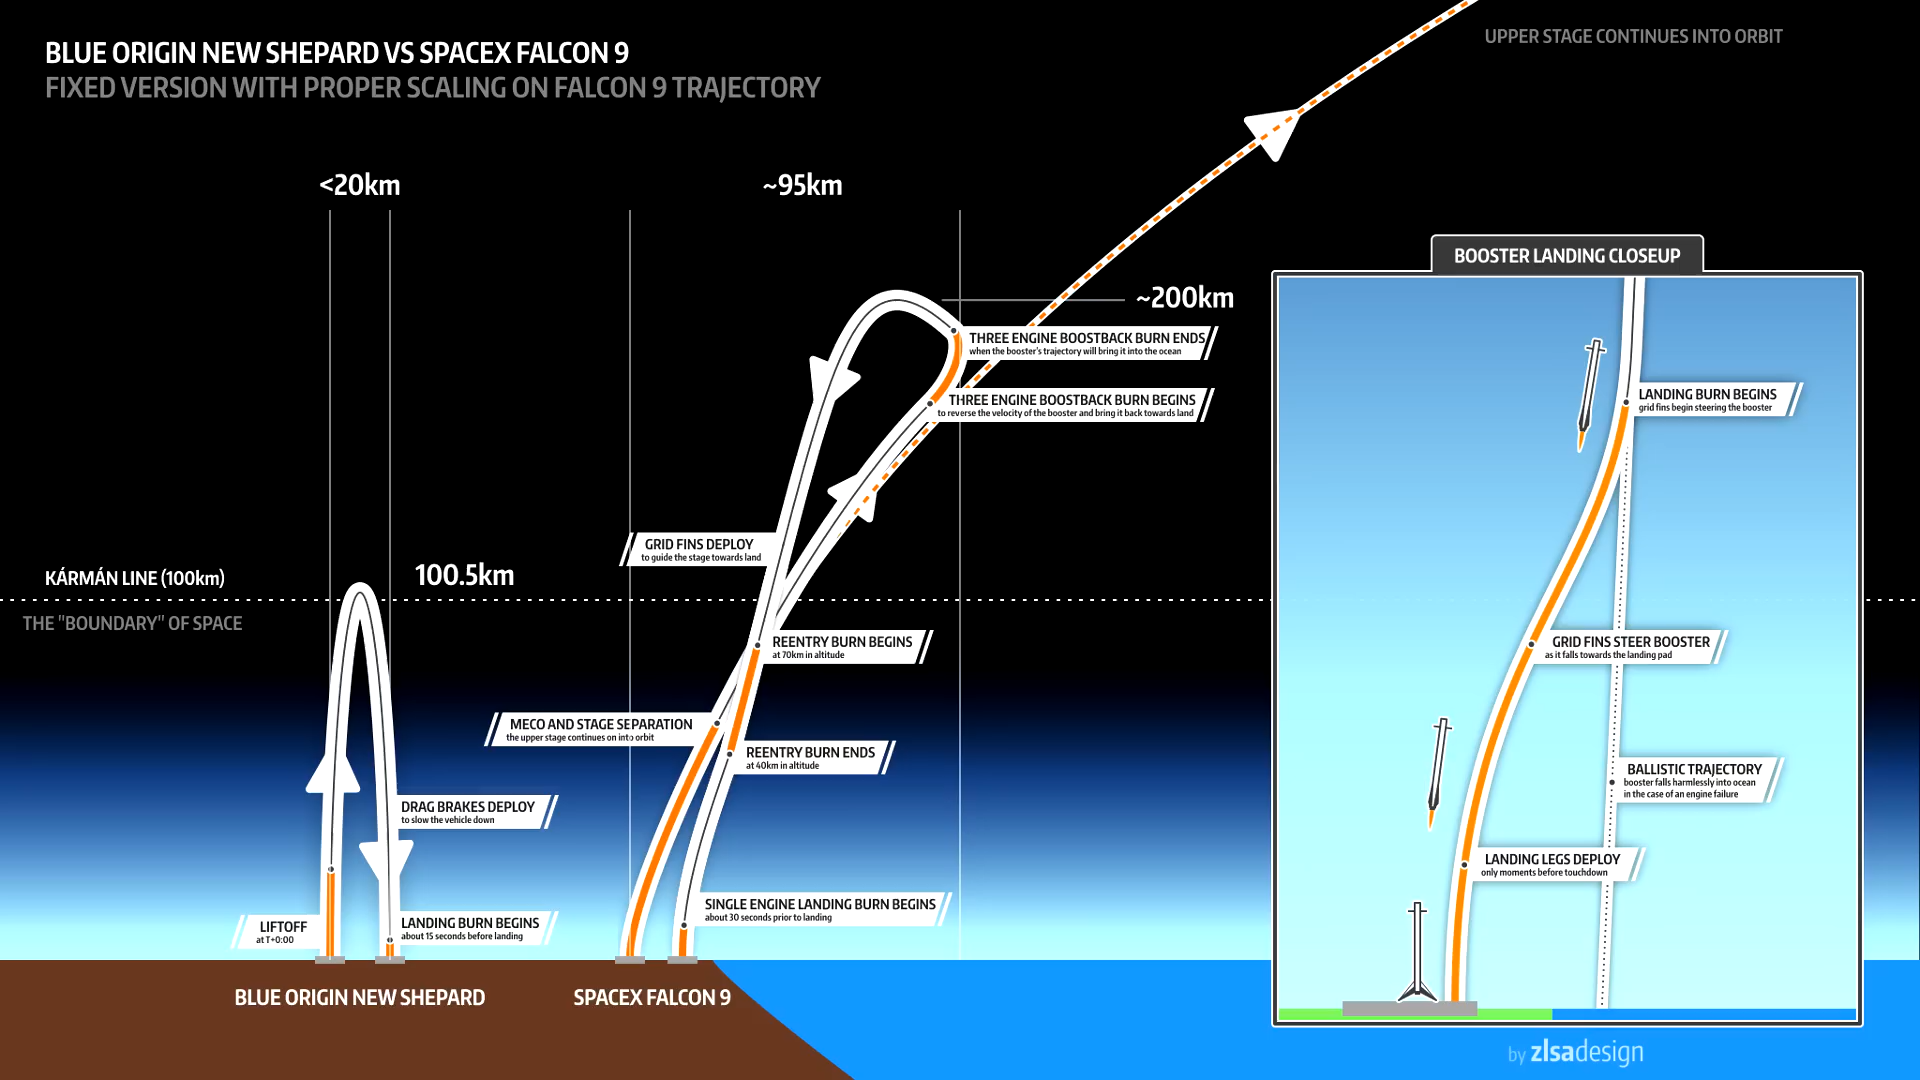 BLUE ORIGIN NEW SHEPARD VS SPACEX FALCON 9
FIXED VERSION WITH PROPER SCALING ON FALCON 9 TRAJECTORY
UPPER STAGE CONTINUES INTO ORBIT
<20km
~95km
~200km
THREE ENGINE BOOSTBACK BURN ENDS
when the booster's trajectory will bring it into the ocean
THREE ENGINE BOOSTBACK BURN BEGINS
to reverse the velocity of the booster and bring it back towards land
GRID FINS DEPLOY
to guide the stage towards land
KÁRMÁN LINE (100km)
100.5km
THE "BOUNDARY" OF SPACE
REENTRY BURN BEGINS
at 70km in altitude
MECO AND STAGE SEPARATION
the upper stage continues on into orbit
REENTRY BURN ENDS
at 40km in altitude
DRAG BRAKES DEPLOY
to slow the vehicle down
LIFTOFF
at T+0:00
LANDING BURN BEGINS
about 15 seconds before landing
SINGLE ENGINE LANDING BURN BEGINS
about 30 seconds prior to landing
BLUE ORIGIN NEW SHEPARD
SPACEX FALCON 9
BOOSTER LANDING CLOSEUP
LANDING BURN BEGINS
grid fins begin steering the booster
GRID FINS STEER BOOSTER
as it falls towards the landing pad
BALLISTIC TRAJECTORY
booster falls harmlessly into ocean
in the case of an engine failure
LANDING LEGS DEPLOY
only moments before touchdown
by zlsadesign